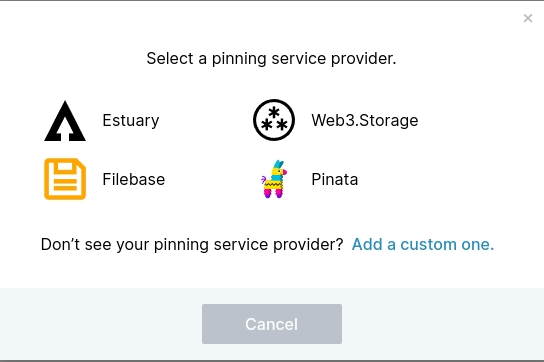 Select a pinning service provider.
Estuary
Web3.Storage
Filebase
Pinata
Don’t see your pinning service provider? Add a custom one.
Cancel